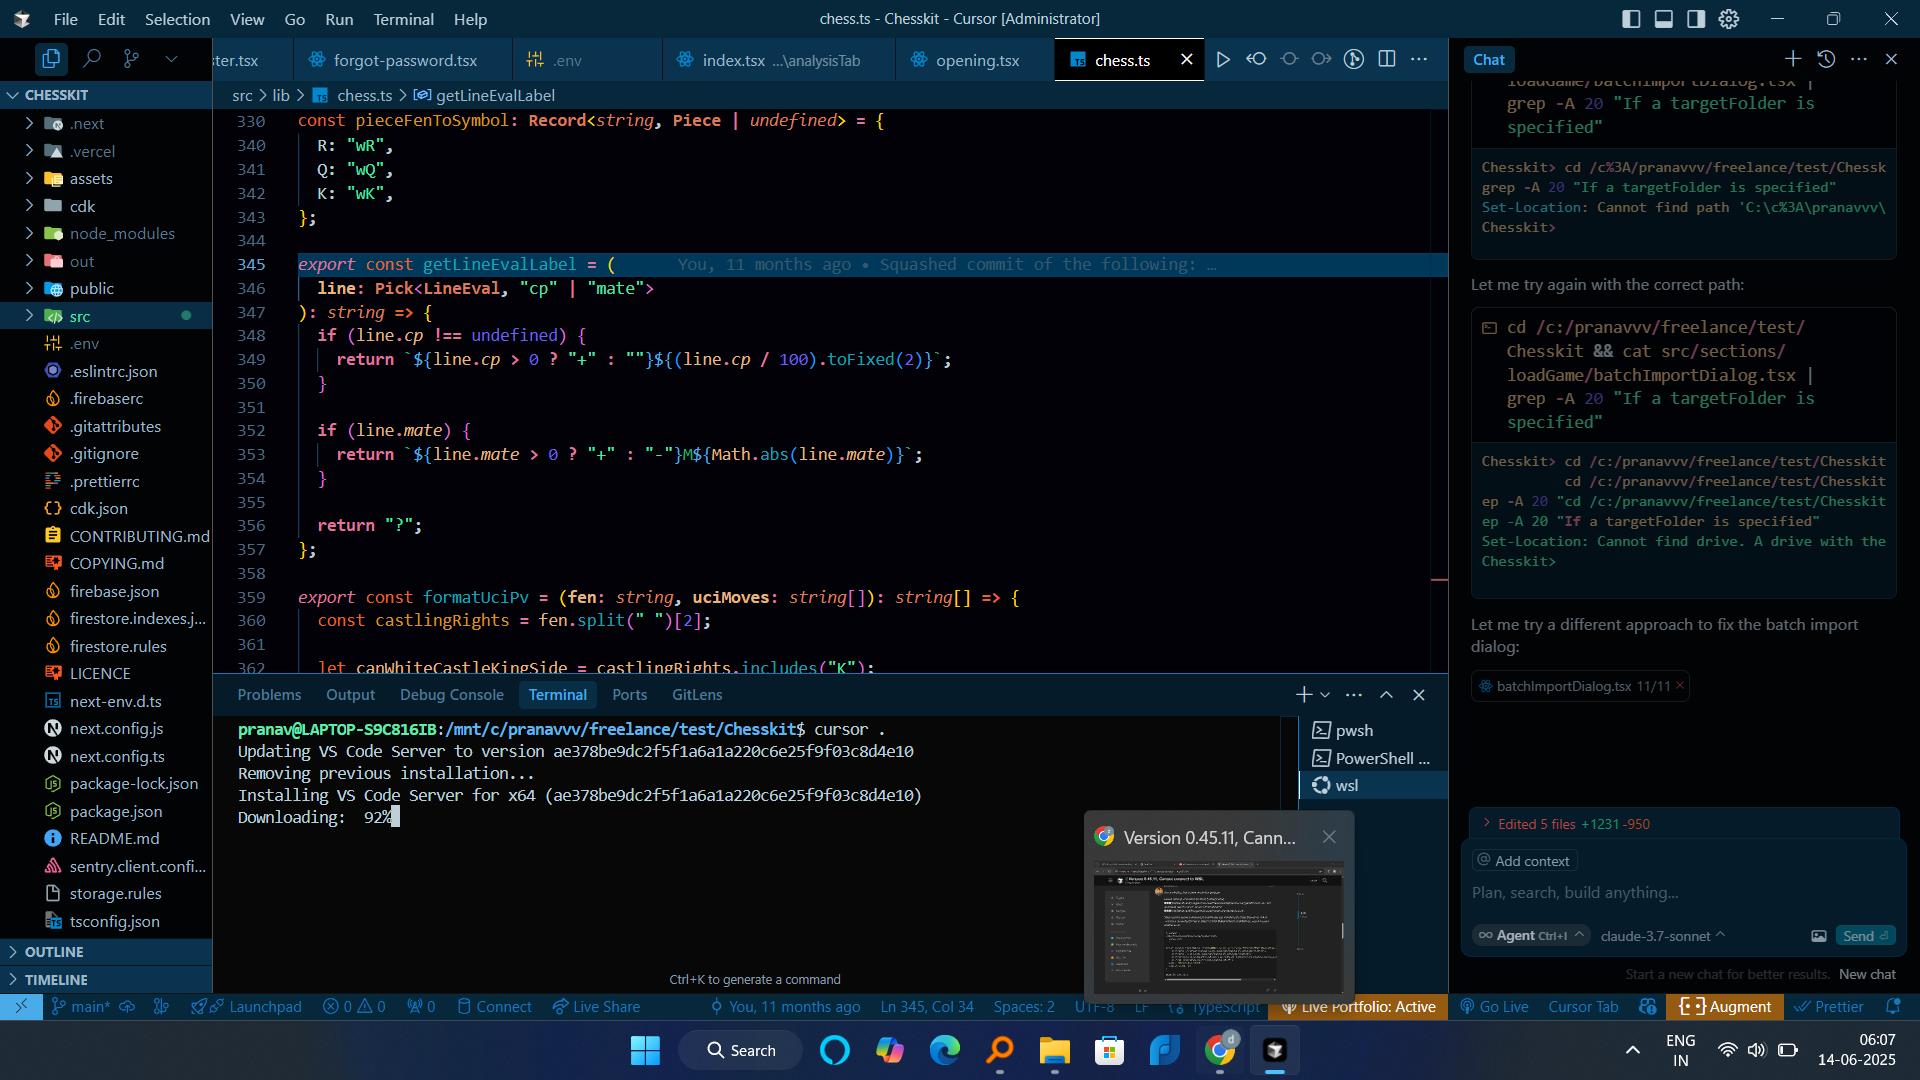 File Edit Selection View Go Run Terminal Help
chess.ts - Chesskit - Cursor [Administrator]
ster.tsx
forgot-password.tsx
.env
index.tsx ...\analysisTab
opening.tsx
chess.ts
CHESSKIT
.next
.vercel
assets
cdk
node_modules
out
public
src
.env
.eslintrc.json
.firebaserc
.gitattributes
.gitignore
.prettierrc
cdk.json
CONTRIBUTING.md
COPYING.md
firebase.json
firestore.indexes.j...
firestore.rules
LICENCE
next-env.d.ts
next.config.js
next.config.ts
package-lock.json
package.json
README.md
sentry.client.confi...
storage.rules
tsconfig.json
OUTLINE
TIMELINE
src > lib > chess.ts > getLineEvalLabel
330 const pieceFenToSymbol: Record<string, Piece | undefined> = {
340 R: "wR",
341 Q: "wQ",
342 K: "wK",
343 };
344
345 export const getLineEvalLabel = ( You, 11 months ago • Squashed commit of the following: …
346 line: Pick<LineEval, "cp" | "mate">
347 ): string => {
348 if (line.cp !== undefined) {
349 return `${line.cp > 0 ? "+" : ""}${(line.cp / 100).toFixed(2)}`;
350 }
351
352 if (line.mate) {
353 return `${line.mate > 0 ? "+" : "-"}M${Math.abs(line.mate)}`;
354 }
355
356 return "?";
357 };
358
359 export const formatUciPv = (fen: string, uciMoves: string[]): string[] => {
360 const castlingRights = fen.split(" ")[2];
361
362 let canWhiteCastleKingSide = castlingRights.includes("K");
Problems Output Debug Console Terminal Ports GitLens
pranav@LAPTOP-S9C816IB:/mnt/c/pranavvv/freelance/test/Chesskit$ cursor .
Updating VS Code Server to version ae378be9dc2f5f1a6a1a220c6e25f9f03c8d4e10
Removing previous installation...
Installing VS Code Server for x64 (ae378be9dc2f5f1a6a1a220c6e25f9f03c8d4e10)
Downloading: 92%
pwsh
PowerShell ...
wsl
Ctrl+K to generate a command
Version 0.45.11, Cann...
Chat
loadGame/batchImportDialog.tsx |
grep -A 20 "If a targetFolder is
specified"
Chesskit> cd /c%3A/pranavvv/freelance/test/Chessk
grep -A 20 "If a targetFolder is specified"
Set-Location: Cannot find path 'C:\c%3A\pranavvv\
Chesskit>
Let me try again with the correct path:
cd /c:/pranavvv/freelance/test/
Chesskit && cat src/sections/
loadGame/batchImportDialog.tsx |
grep -A 20 "If a targetFolder is
specified"
Chesskit> cd /c:/pranavvv/freelance/test/Chesskit
cd /c:/pranavvv/freelance/test/Chesskit
ep -A 20 "cd /c:/pranavvv/freelance/test/Chesskit
ep -A 20 "If a targetFolder is specified"
Set-Location: Cannot find drive. A drive with the
Chesskit>
Let me try a different approach to fix the batch import
dialog:
batchImportDialog.tsx 11/11
Edited 5 files +1231 -950
@ Add context
Plan, search, build anything...
Agent Ctrl+I claude-3.7-sonnet Send
Start a new chat for better results. New chat
main* Launchpad 0 0 0 Connect Live Share You, 11 months ago Ln 345, Col 34 Spaces: 2 UTF-8 LF TypeScript Live Portfolio: Active Go Live Cursor Tab Augment Prettier
Search
ENG
IN
06:07
14-06-2025